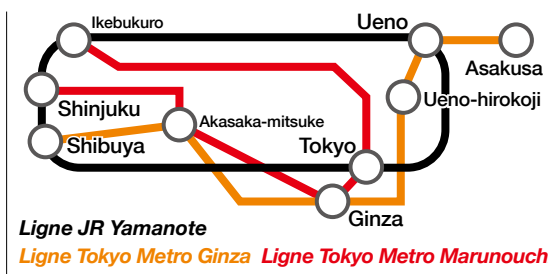 Ikebukuro
Ueno
Asakusa
Shinjuku
Ueno-hirokoji
Akasaka-mitsuke
Shibuya
Tokyo
Ginza
Ligne JR Yamanote
Ligne Tokyo Metro Ginza Ligne Tokyo Metro Marunouch